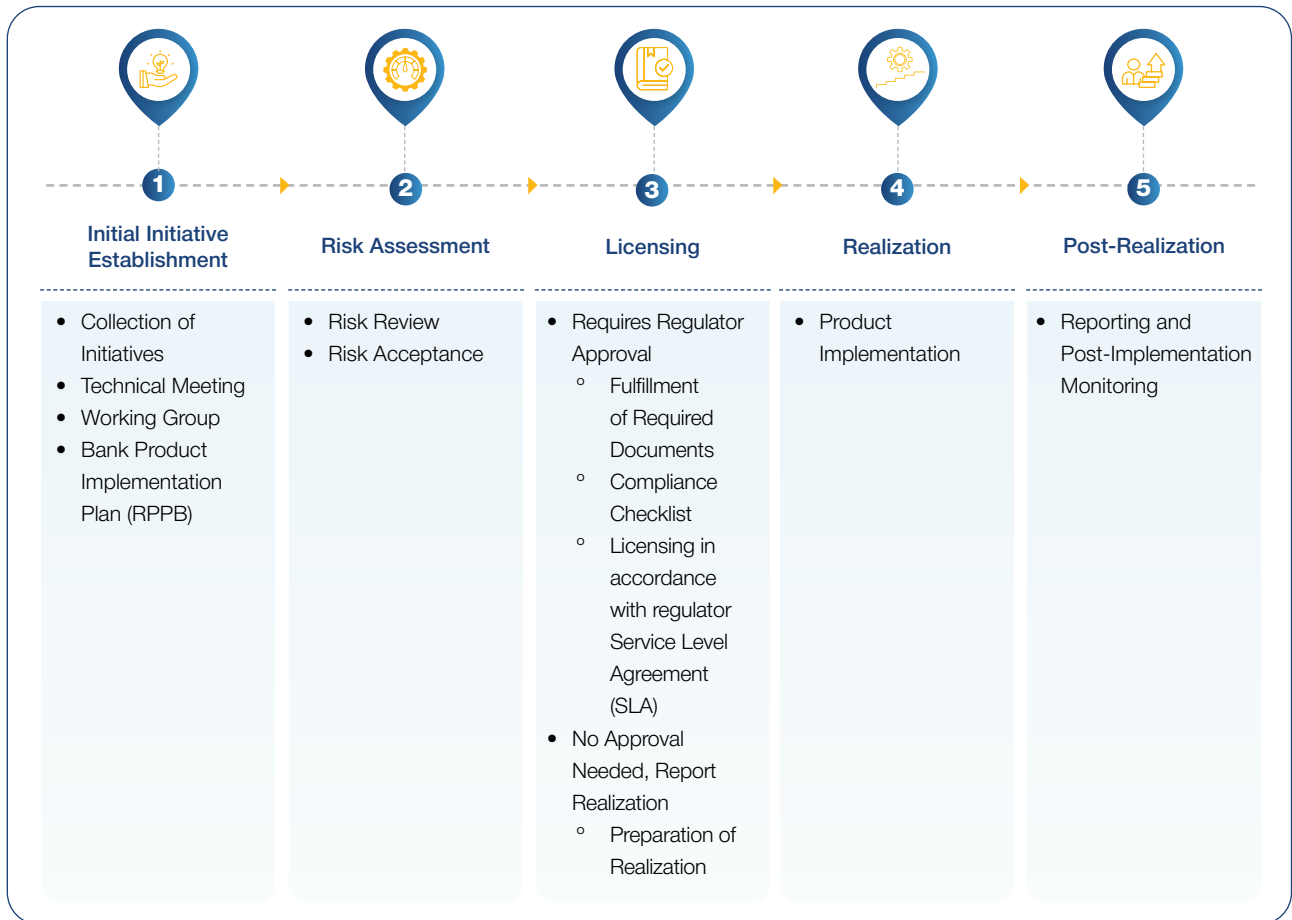 1
2
3
4
5
Initial Initiative
Establishment
Risk Assessment
Licensing
Realization
Post-Realization
• Collection of
Initiatives
• Technical Meeting
• Working Group
• Bank Product
Implementation
Plan (RPPB)
• Risk Review
• Risk Acceptance
• Requires Regulator
Approval
° Fulfillment
of Required
Documents
° Compliance
Checklist
° Licensing in
accordance
with regulator
Service Level
Agreement
(SLA)
• No Approval
Needed, Report
Realization
° Preparation of
Realization
• Product
Implementation
• Reporting and
Post-Implementation
Monitoring